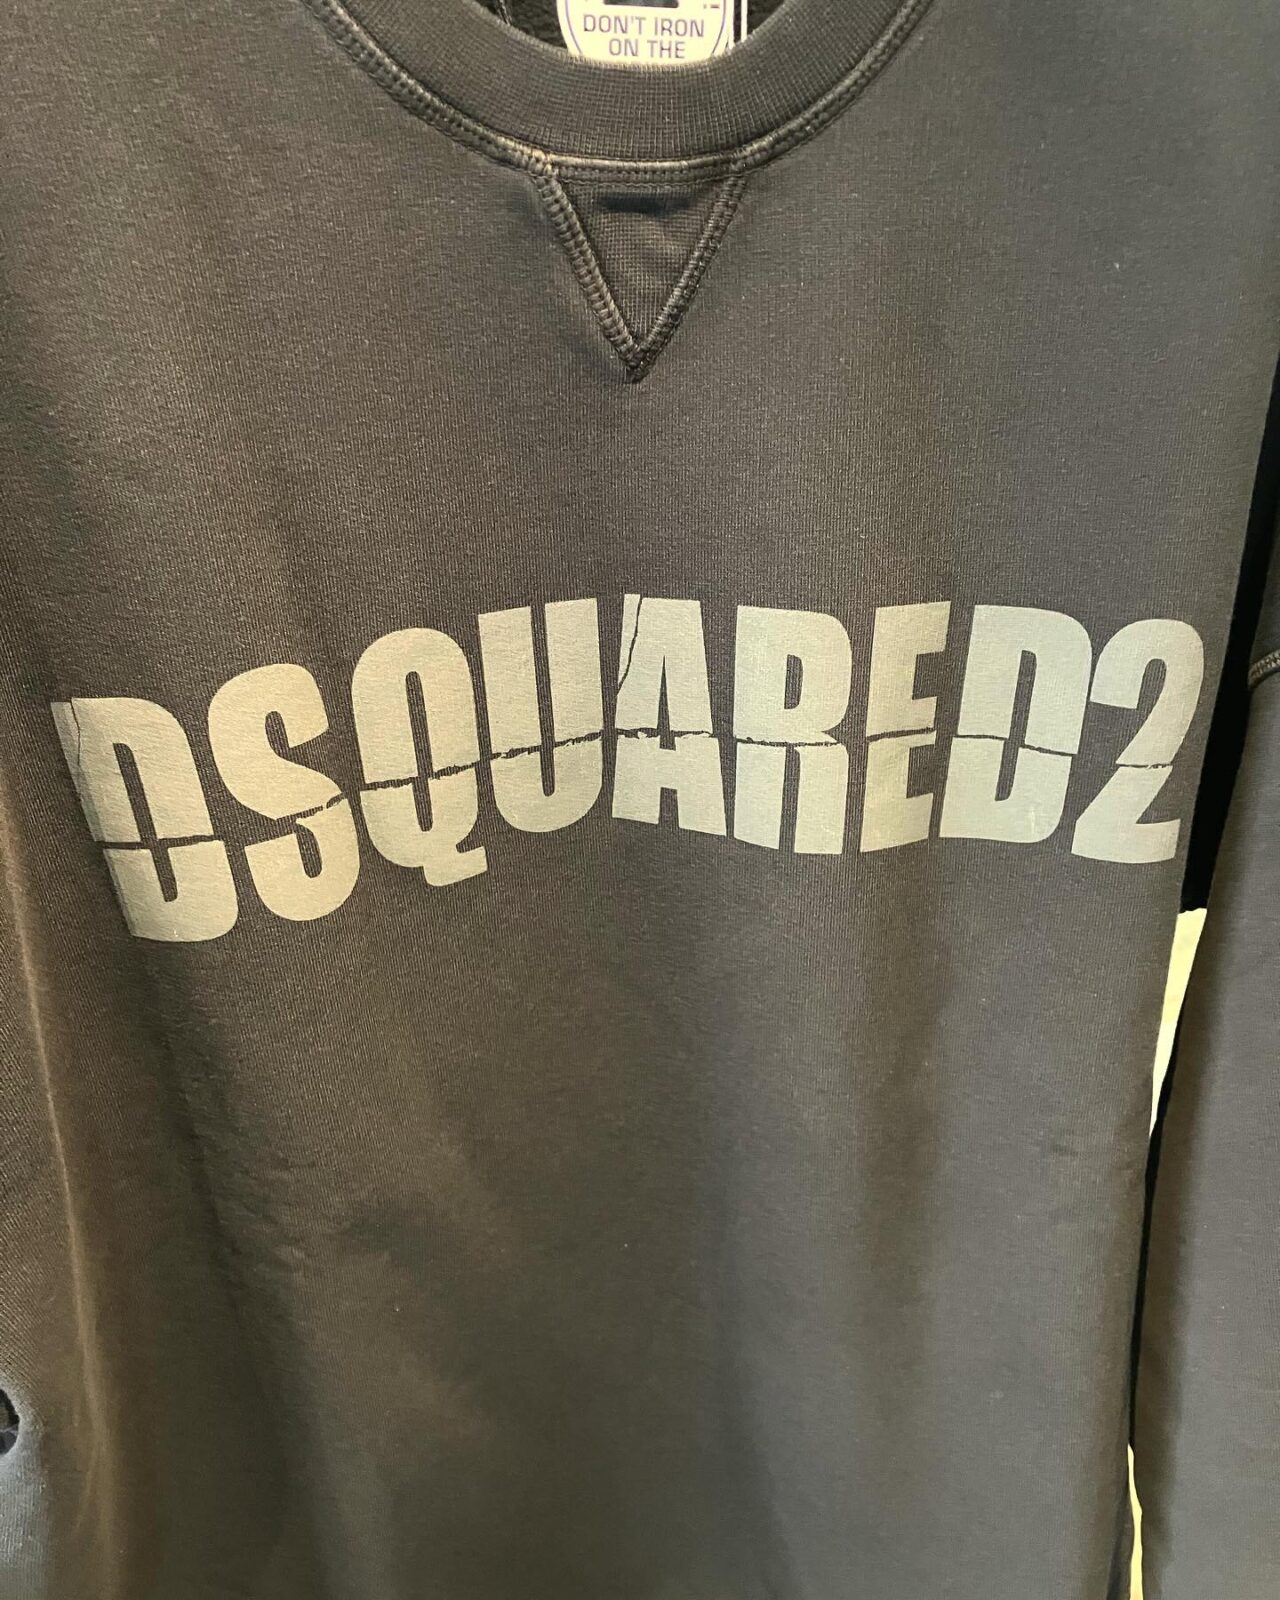 DON'T IRON
ON THE
DSQUARED2